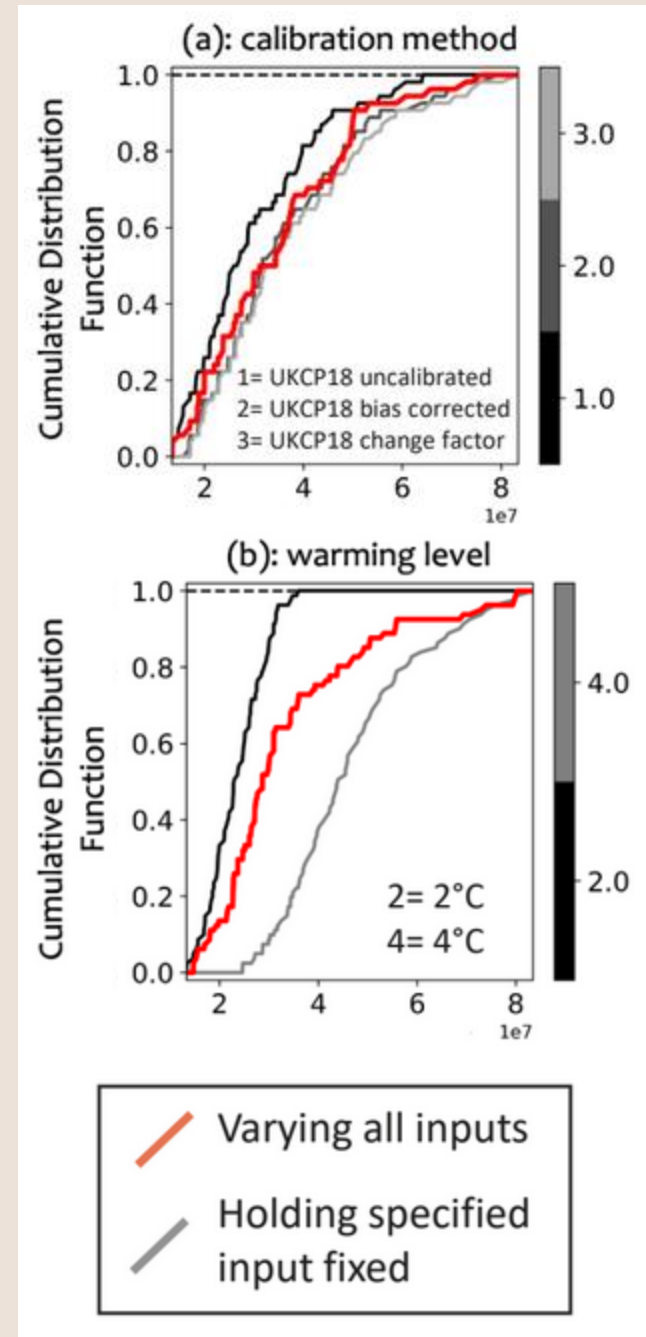 (a): calibration method
Cumulative Distribution
Function
1.0
0.8
0.6
0.4
0.2
0.0
1= UKCP18 uncalibrated
2= UKCP18 bias corrected
3= UKCP18 change factor
2 4 6 8
1e7
3.0
2.0
1.0
(b): warming level
Cumulative Distribution
Function
1.0
0.8
0.6
0.4
0.2
0.0
2= 2°C
4= 4°C
2 4 6 8
1e7
4.0
2.0
Varying all inputs
Holding specified
input fixed